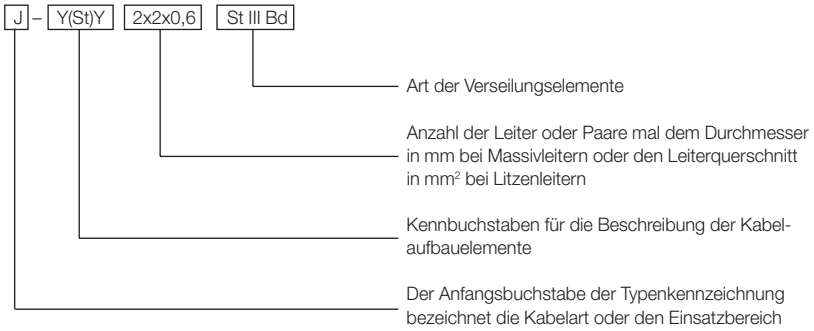 J – Y(St)Y 2x2x0,6 St III Bd
Art der Verseilungselemente
Anzahl der Leiter oder Paare mal dem Durchmesser
in mm bei Massivleitern oder den Leiterquerschnitt
in mm² bei Litzenleitern
Kennbuchstaben für die Beschreibung der Kabel-
aufbauelemente
Der Anfangsbuchstabe der Typenkennzeichnung
bezeichnet die Kabelart oder den Einsatzbereich